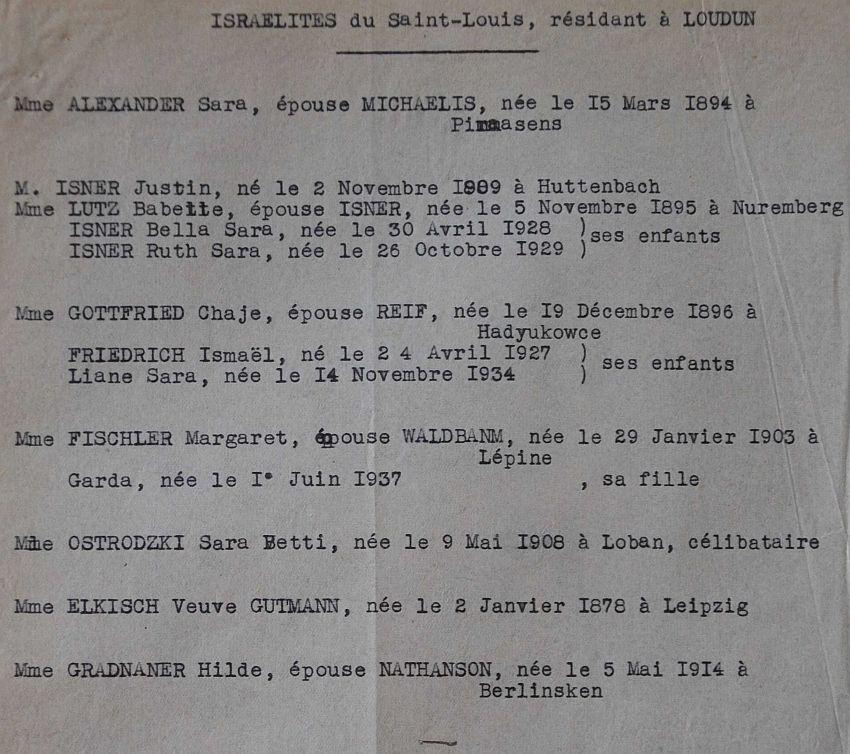 ISRAELITES du Saint-Louis, résidant à LOUDUN
Mme ALEXANDER Sara, épouse MICHAELIS, née le I5 Mars I894 à
Pirmasens
M. ISNER Justin, né le 2 Novembre I889 à Huttenbach
Mme LUTZ Babette, épouse ISNER, née le 5 Novembre I895 à Nuremberg
ISNER Bella Sara, née le 30 Avril I928 )
ses enfants
ISNER Ruth Sara, née le 26 Octobre I929 )
Mme GOTTFRIED Chaje, épouse REIF, née le I9 Décembre I896 à
Hadyukowce
FRIEDRICH Ismaël, né le 2 4 Avril I927 )
ses enfants
Liane Sara, née le I4 Novembre I934 )
Mme FISCHLER Margaret, épouse WALDBANM, née le 29 Janvier I903 à
Lépine
Garda, née le I° Juin I937 , sa fille
Mlle OSTRODZKI Sara Betti, née le 9 Mai I908 à Loban, célibataire
Mme ELKISCH Veuve GUTMANN, née le 2 Janvier I878 à Leipzig
Mme GRADNANER Hilde, épouse NATHANSON, née le 5 Mai I9I4 à
Berlinsken